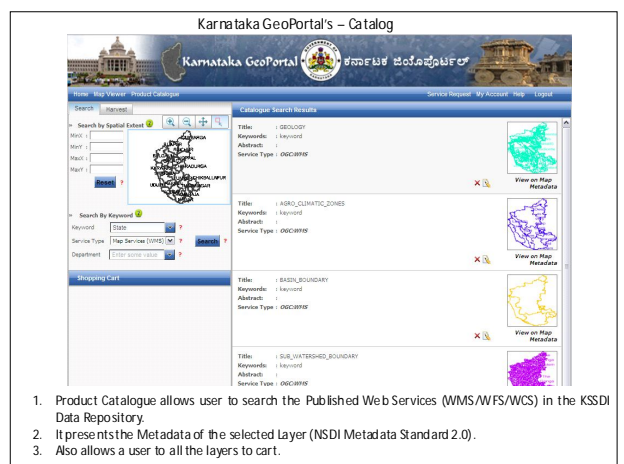 Karnataka GeoPortal's – Catalog
Karnataka GeoPortal ಕರ್ನಾಟಕ ಜಿಯೊಪೊರ್ಟಲ್
Home Map Viewer Product Catalogue Service Request My Account Help Logout
Search Harvest
» Search by Spatial Extent
MinX :
MinY :
MaxX :
MaxY :
Reset ?
» Search By Keyword
Keyword State ?
Service Type Map Services (WMS) ? Search ?
Department Enter some value ?
Shopping Cart
Catalogue Search Results
Title: : GEOLOGY
Keywords: : keyword
Abstract: :
Service Type : OGC:WMS
View on Map
Metadata
Title: : AGRO_CLIMATIC_ZONES
Keywords: : keyword
Abstract: :
Service Type : OGC:WMS
View on Map
Metadata
Title: : BASIN_BOUNDARY
Keywords: : keyword
Abstract: :
Service Type : OGC:WMS
View on Map
Metadata
Title: : SUB_WATERSHED_BOUNDARY
Keywords: : keyword
Abstract: :
Service Type : OGC:WMS
1. Product Catalogue allows user to search the Published Web Services (WMS/WFS/WCS) in the KSSDI
Data Repository.
2. It presents the Metadata of the selected Layer (NSDI Metadata Standard 2.0).
3. Also allows a user to all the layers to cart.